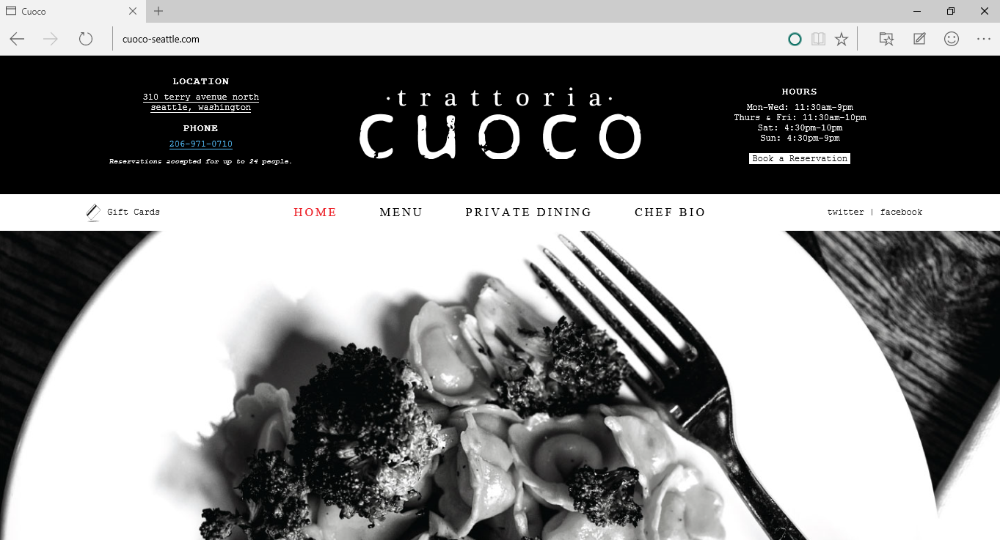 Cuoco
cuoco-seattle.com
LOCATION
310 terry avenue north
seattle, washington
PHONE
206-971-0710
Reservations accepted for up to 24 people.
·trattoria·
cuoco
HOURS
Mon-Wed: 11:30am-9pm
Thurs & Fri: 11:30am-10pm
Sat: 4:30pm-10pm
Sun: 4:30pm-9pm
Book a Reservation
Gift Cards
HOME
MENU
PRIVATE DINING
CHEF BIO
twitter | facebook